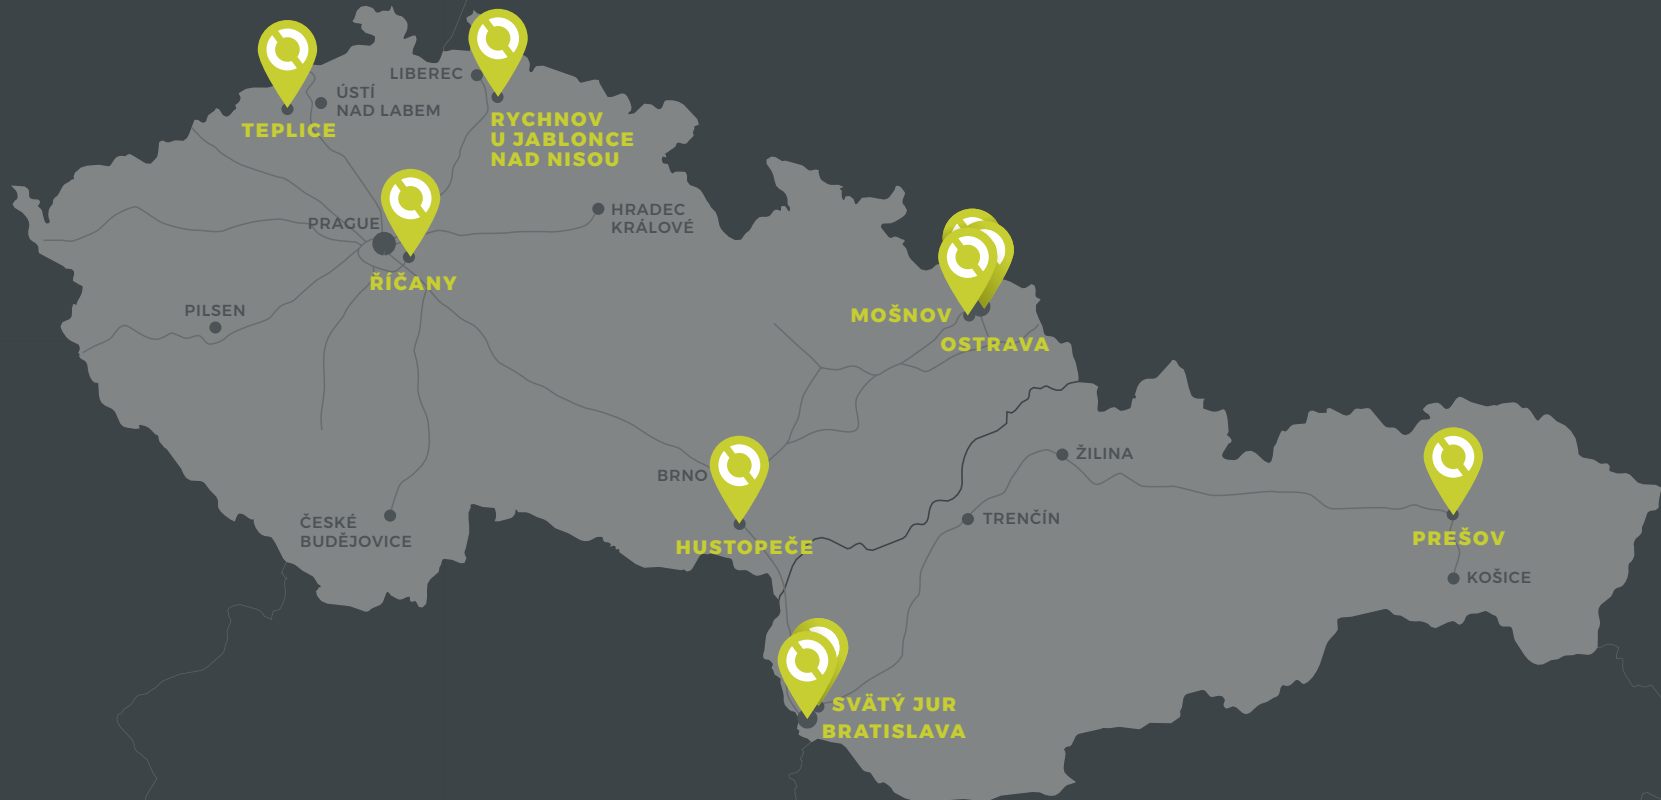 LIBEREC
ÚSTÍ
NAD LABEM
TEPLICE
RYCHNOV
U JABLONCE
NAD NISOU
PRAGUE
HRADEC
KRÁLOVÉ
ŘÍČANY
PILSEN
MOŠNOV
OSTRAVA
BRNO
ŽILINA
ČESKÉ
BUDĚJOVICE
TRENČÍN
HUSTOPEČE
PREŠOV
KOŠICE
SVÄTÝ JUR
BRATISLAVA